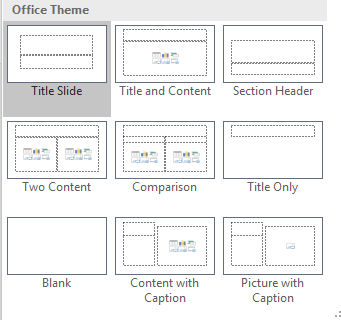 Office Theme
Title Slide
Title and Content
Section Header
Two Content
Comparison
Title Only
Blank
Content with
Caption
Picture with
Caption